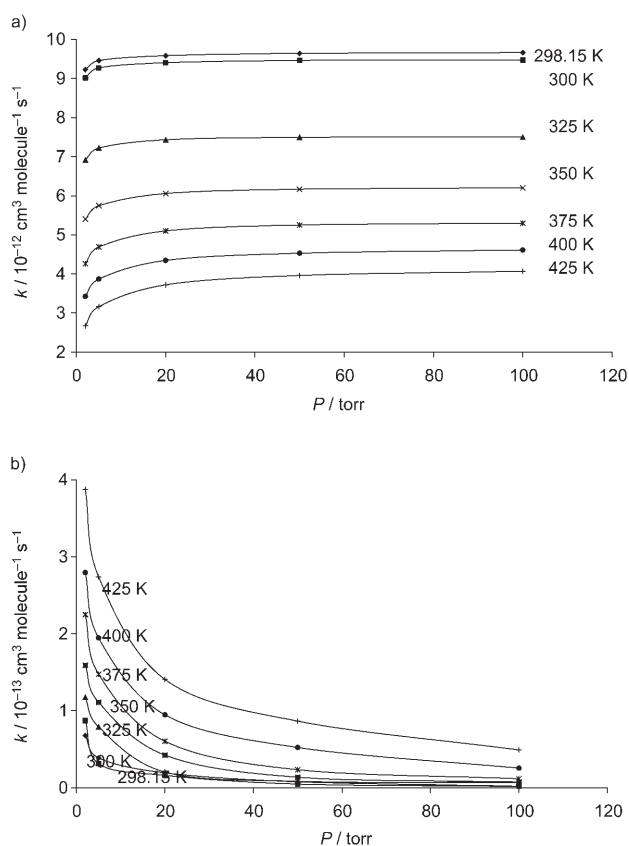 a)
10
9
8
7
6
5
4
3
2
k / 10⁻¹² cm³ molecule⁻¹ s⁻¹
298.15 K
300 K
325 K
350 K
375 K
400 K
425 K
0 20 40 60 80 100 120
P / torr
b)
4
3
2
1
0
k / 10⁻¹³ cm³ molecule⁻¹ s⁻¹
425 K
400 K
375 K
350 K
325 K
300 K
298.15 K
0 20 40 60 80 100 120
P / torr